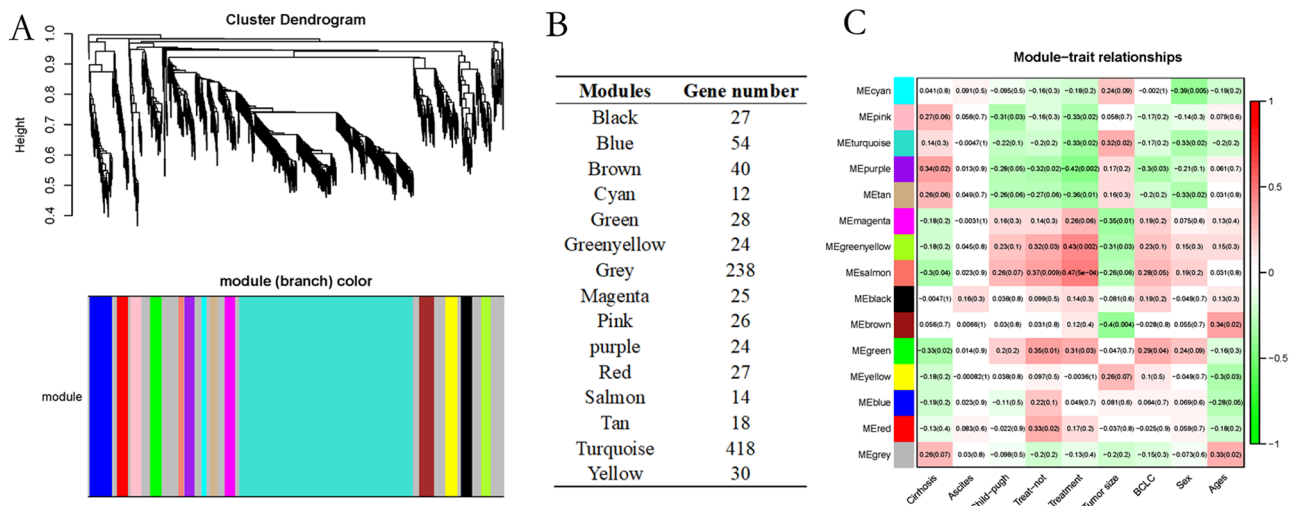 A
Cluster Dendrogram
Height
1.0
0.9
0.8
0.7
0.6
0.5
0.4
module (branch) color
module
B
Modules Gene number
Black 27
Blue 54
Brown 40
Cyan 12
Green 28
Greenyellow 24
Grey 238
Magenta 25
Pink 26
purple 24
Red 27
Salmon 14
Tan 18
Turquoise 418
Yellow 30
C
Module-trait relationships
MEcyan 0.041(0.8) 0.091(0.5) -0.095(0.5) -0.16(0.3) -0.18(0.2) 0.24(0.09) -0.002(1) -0.39(0.005) -0.19(0.2)
MEpink 0.27(0.06) 0.058(0.7) -0.31(0.03) -0.16(0.3) -0.33(0.02) 0.058(0.7) -0.17(0.2) -0.14(0.3) 0.079(0.6)
MEturquoise 0.14(0.3) -0.0047(1) -0.22(0.1) -0.2(0.2) -0.33(0.02) 0.32(0.02) -0.17(0.2) -0.33(0.02) -0.2(0.2)
MEpurple 0.34(0.02) 0.013(0.9) -0.28(0.05) -0.32(0.02) -0.42(0.002) 0.17(0.2) -0.3(0.03) -0.21(0.1) 0.061(0.7)
MEtan 0.26(0.06) 0.049(0.7) -0.26(0.06) -0.27(0.06) -0.36(0.01) 0.16(0.3) -0.2(0.2) -0.33(0.02) 0.031(0.8)
MEmagenta -0.18(0.2) -0.0031(1) 0.16(0.3) 0.14(0.3) 0.26(0.06) -0.35(0.01) 0.19(0.2) 0.075(0.6) 0.13(0.4)
MEgreenyellow -0.18(0.2) 0.045(0.8) 0.23(0.1) 0.32(0.03) 0.43(0.002) -0.31(0.03) 0.23(0.1) 0.15(0.3) 0.15(0.3)
MEsalmon -0.3(0.04) 0.023(0.9) 0.26(0.07) 0.37(0.009) 0.47(5e-04) -0.26(0.06) 0.28(0.05) 0.19(0.2) 0.031(0.8)
MEblack -0.0047(1) 0.16(0.3) 0.038(0.8) 0.099(0.5) 0.14(0.3) -0.081(0.6) 0.19(0.2) -0.049(0.7) 0.13(0.3)
MEbrown 0.056(0.7) 0.0066(1) 0.03(0.8) 0.031(0.8) 0.12(0.4) -0.4(0.004) -0.028(0.8) 0.055(0.7) 0.34(0.02)
MEgreen -0.33(0.02) 0.014(0.9) 0.2(0.2) 0.35(0.01) 0.31(0.03) -0.047(0.7) 0.29(0.04) 0.24(0.09) -0.16(0.3)
MEyellow -0.18(0.2) -0.00082(1) 0.038(0.8) 0.097(0.5) -0.0036(1) 0.26(0.07) 0.1(0.5) -0.049(0.7) -0.3(0.03)
MEblue -0.19(0.2) 0.023(0.9) -0.11(0.5) 0.22(0.1) 0.049(0.7) 0.081(0.6) 0.064(0.7) 0.069(0.6) -0.28(0.05)
MEred -0.13(0.4) 0.083(0.6) -0.022(0.9) 0.33(0.02) 0.17(0.2) -0.037(0.8) -0.025(0.9) 0.059(0.7) -0.18(0.2)
MEgrey 0.26(0.07) 0.03(0.8) -0.098(0.5) -0.2(0.2) -0.13(0.4) -0.2(0.2) -0.15(0.3) -0.073(0.6) 0.33(0.02)
Cirrhosis Ascites Child-pugh Treat-not Treatment Tumor size BCLC Sex Ages
1
0.5
0
-0.5
-1